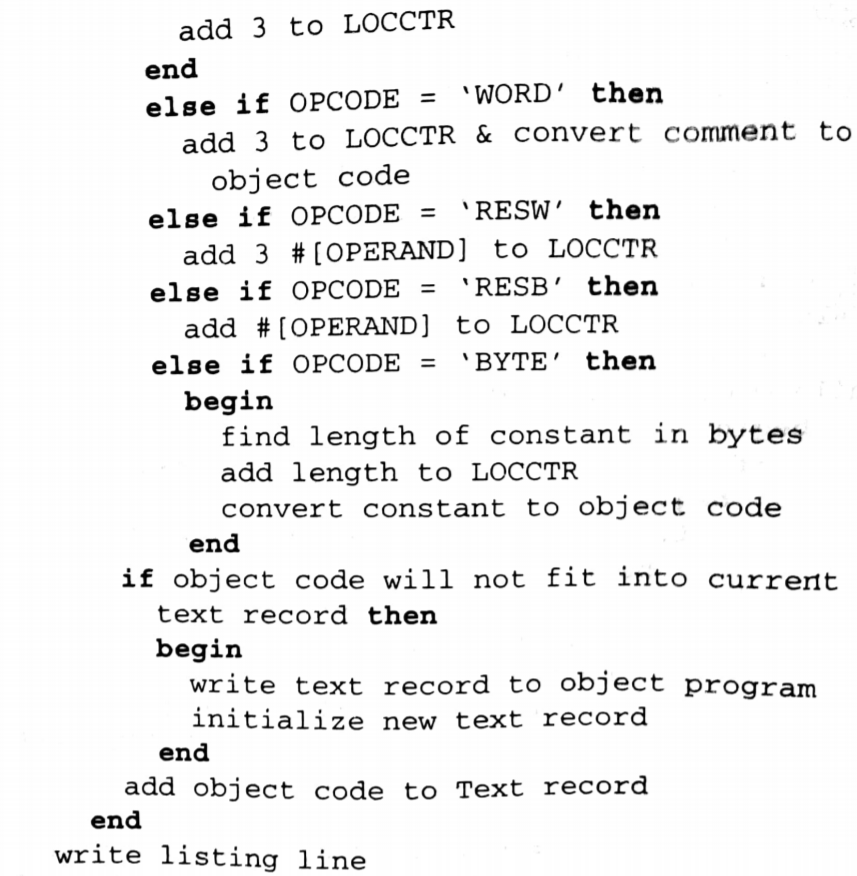 add 3 to LOCCTR
end
else if OPCODE = ‵WORD′ then
add 3 to LOCCTR & convert comment to
object code
else if OPCODE = ‵RESW′ then
add 3 #[OPERAND] to LOCCTR
else if OPCODE = ‵RESB′ then
add #[OPERAND] to LOCCTR
else if OPCODE = ‵BYTE′ then
begin
find length of constant in bytes
add length to LOCCTR
convert constant to object code
end
if object code will not fit into current
text record then
begin
write text record to object program
initialize new text record
end
add object code to Text record
end
write listing line